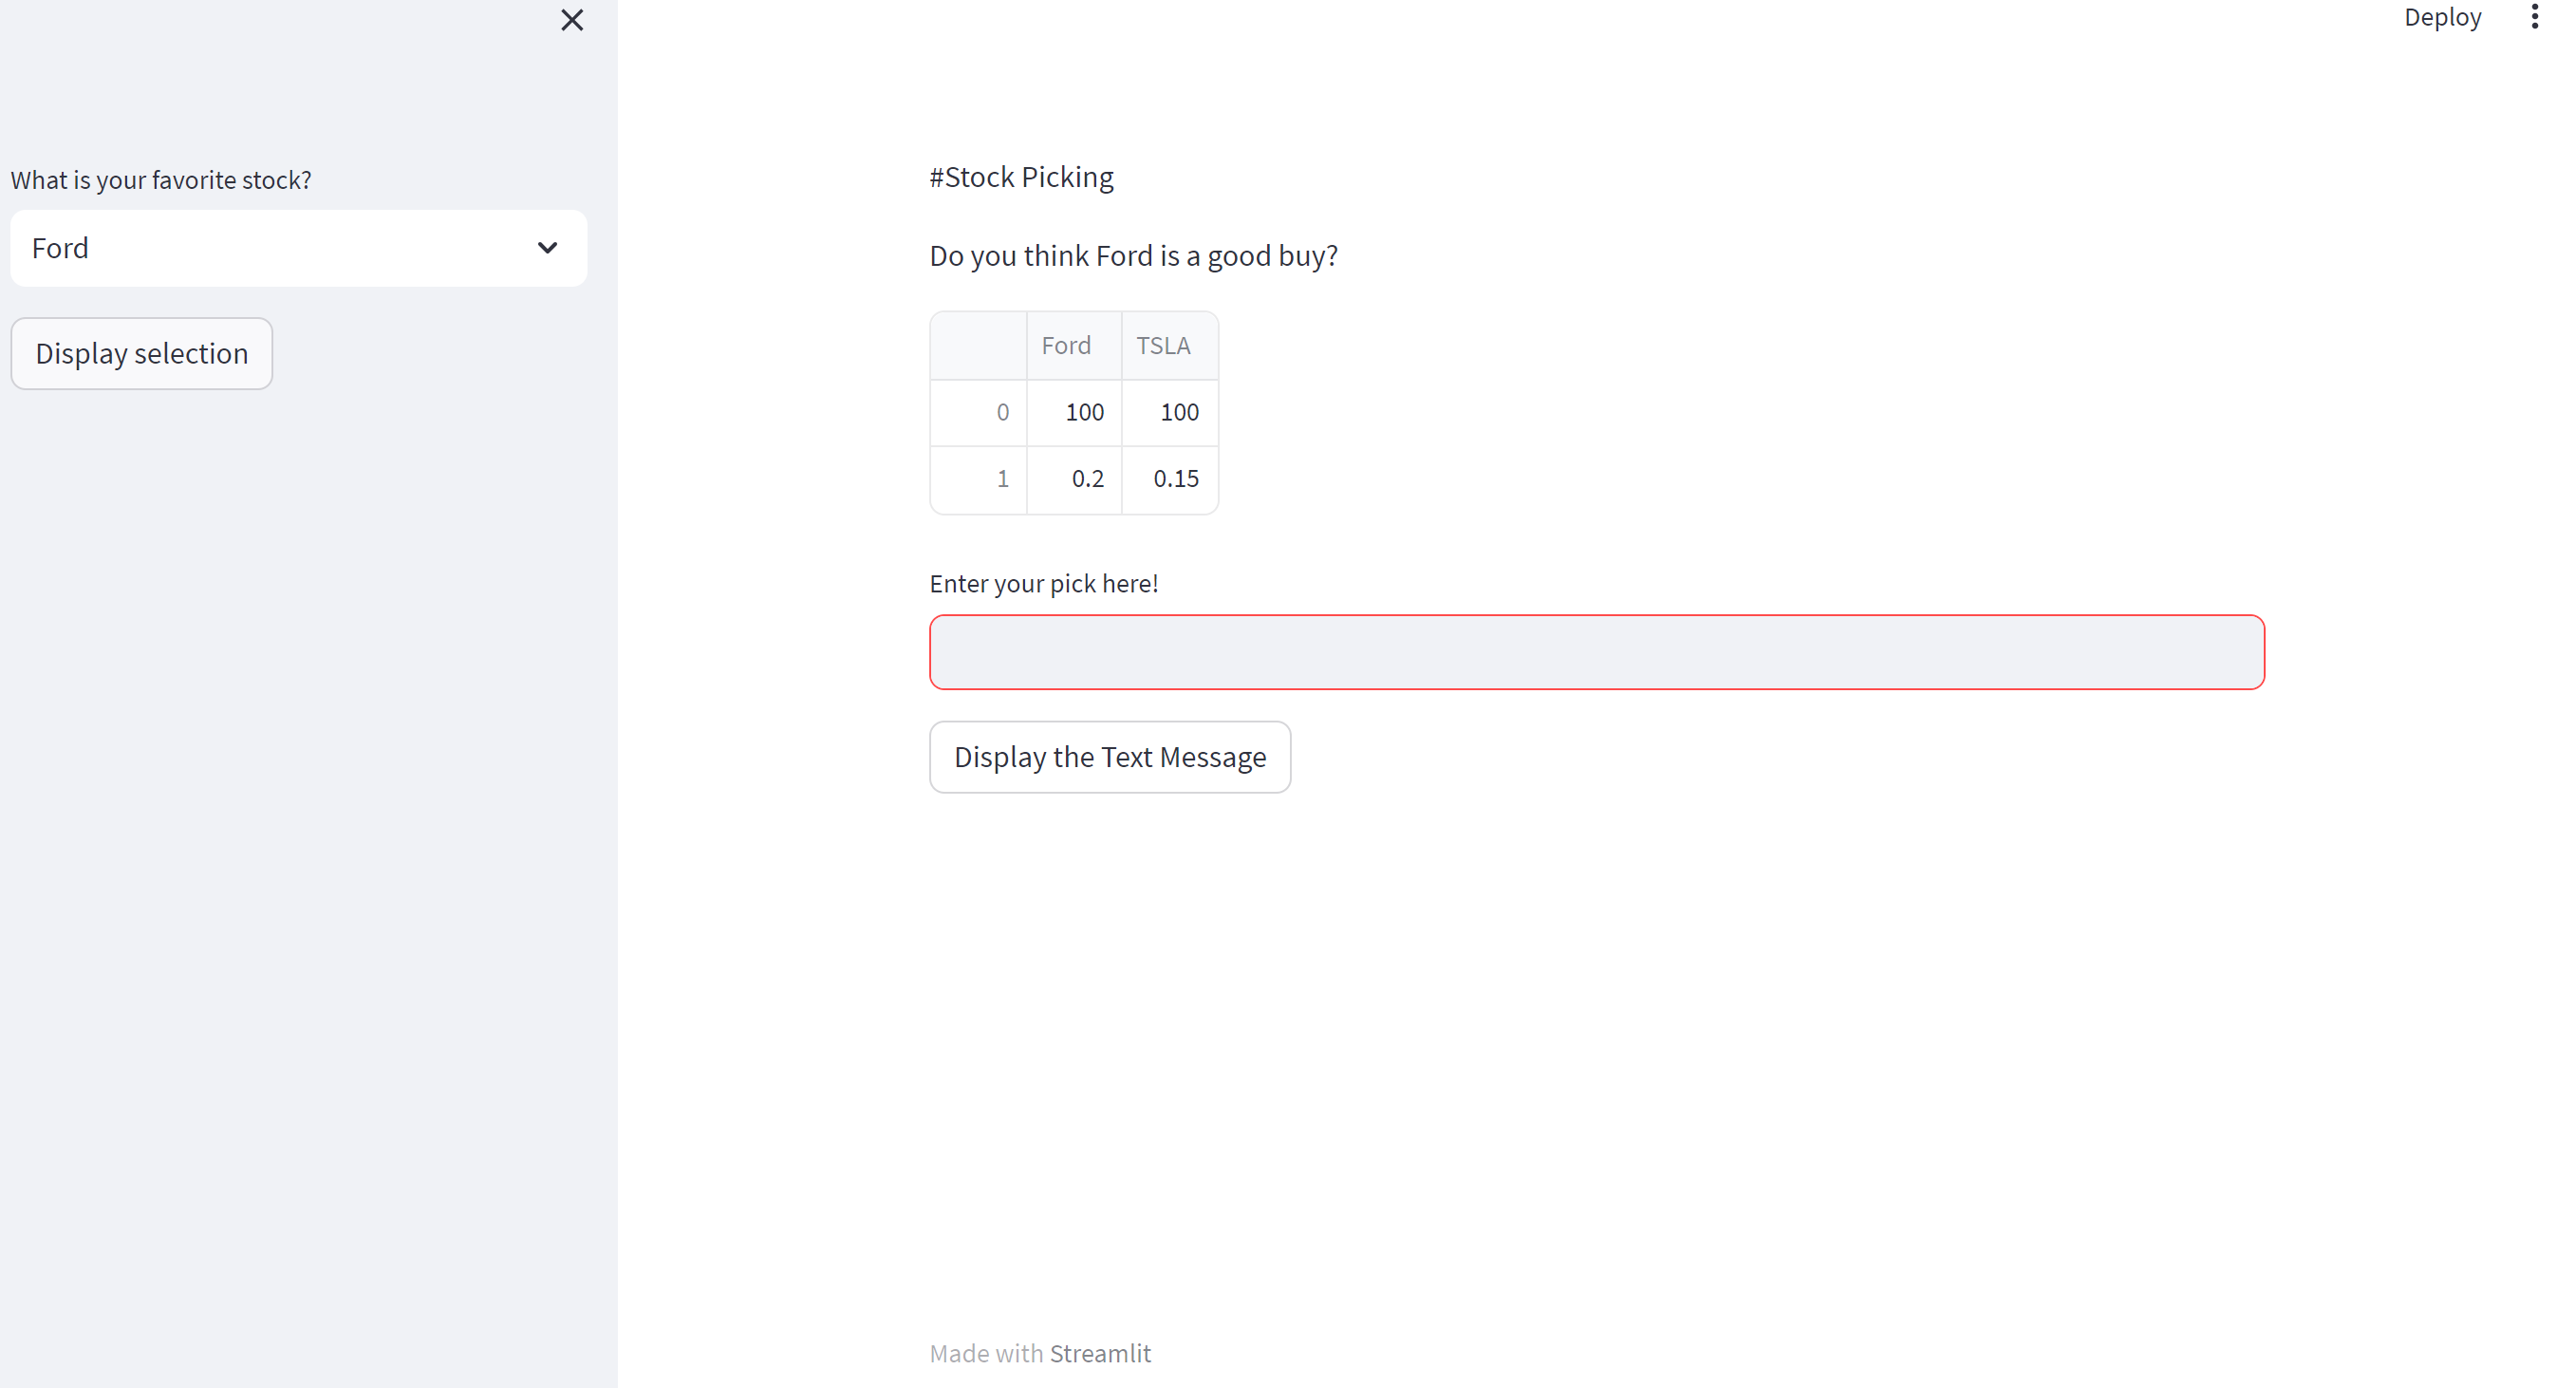 Deploy
What is your favorite stock?
Ford
Display selection
#Stock Picking
Do you think Ford is a good buy?
Ford TSLA
0 100 100
1 0.2 0.15
Enter your pick here!
Display the Text Message
Made with Streamlit